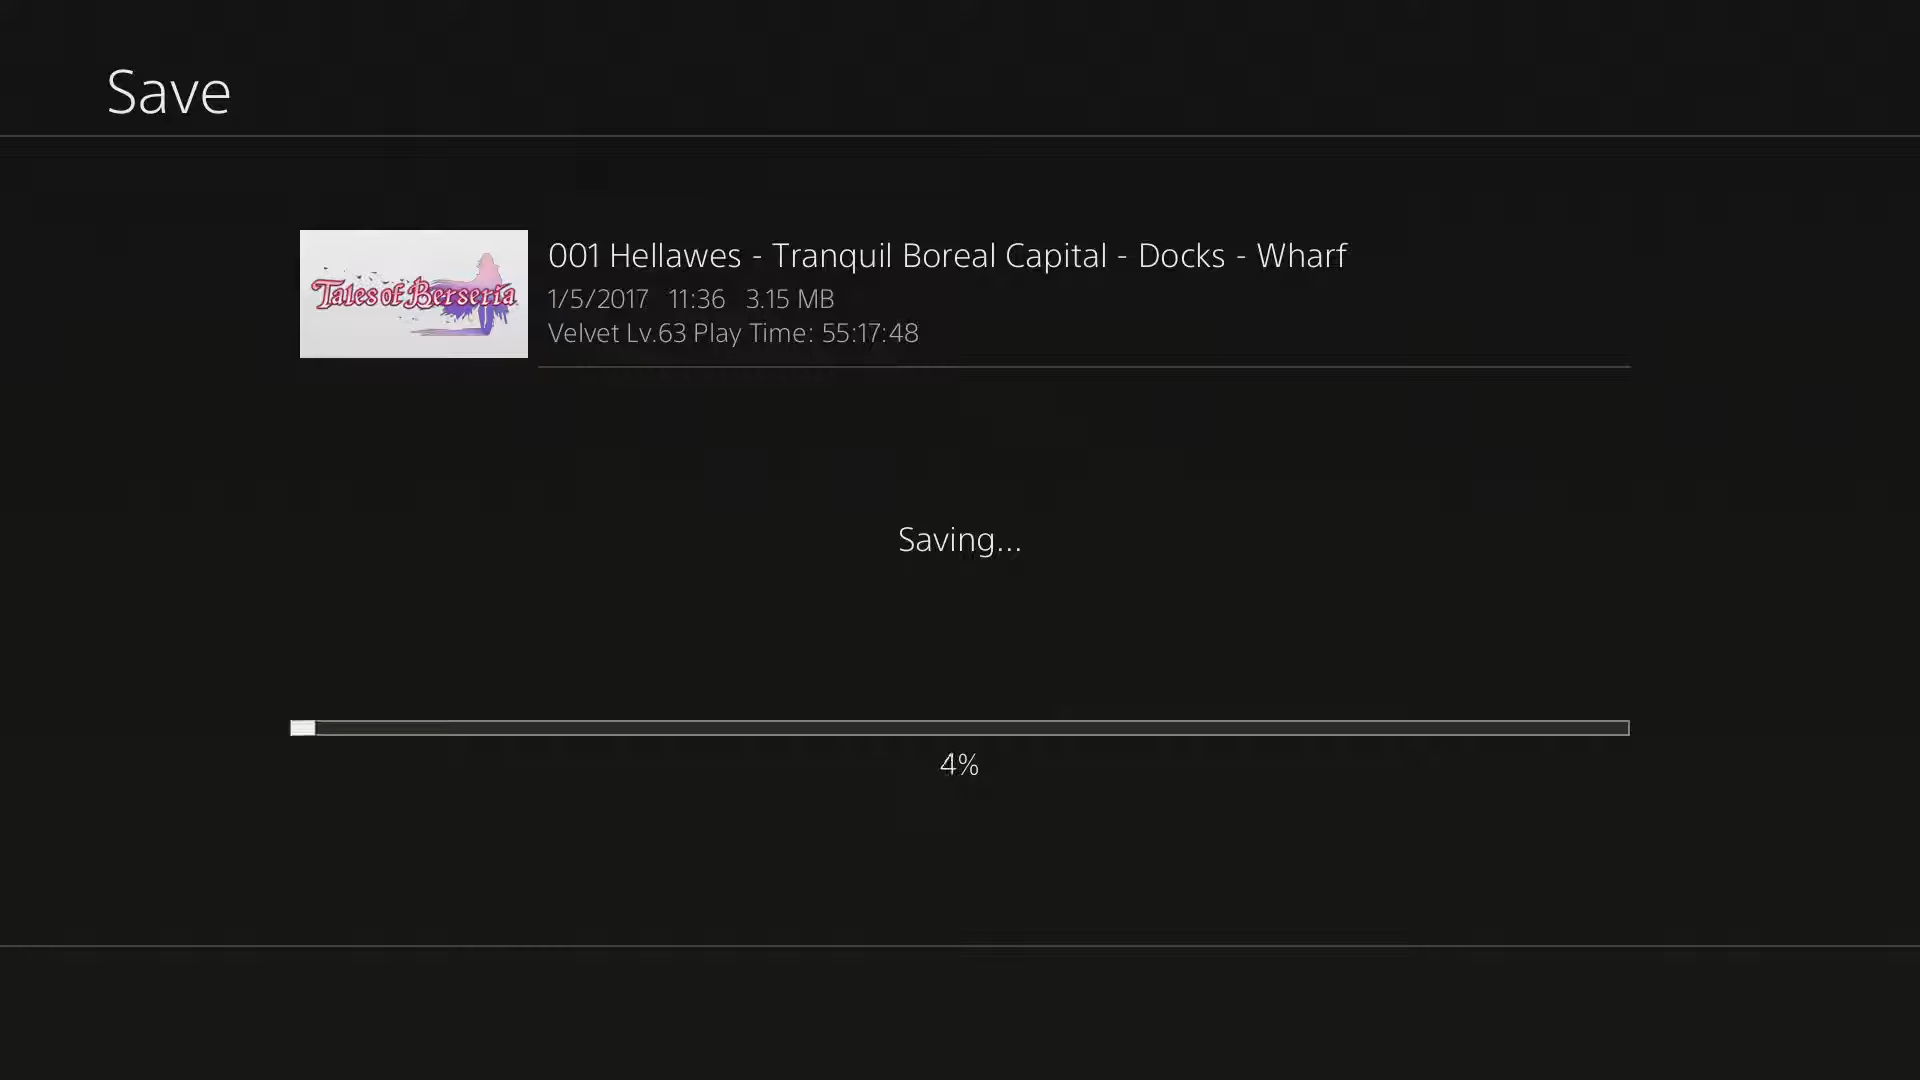 Save
Tales of Berseria
001 Hellawes - Tranquil Boreal Capital - Docks - Wharf
1/5/2017 11:36 3.15 MB
Velvet Lv.63 Play Time: 55:17:48
Saving...
4%